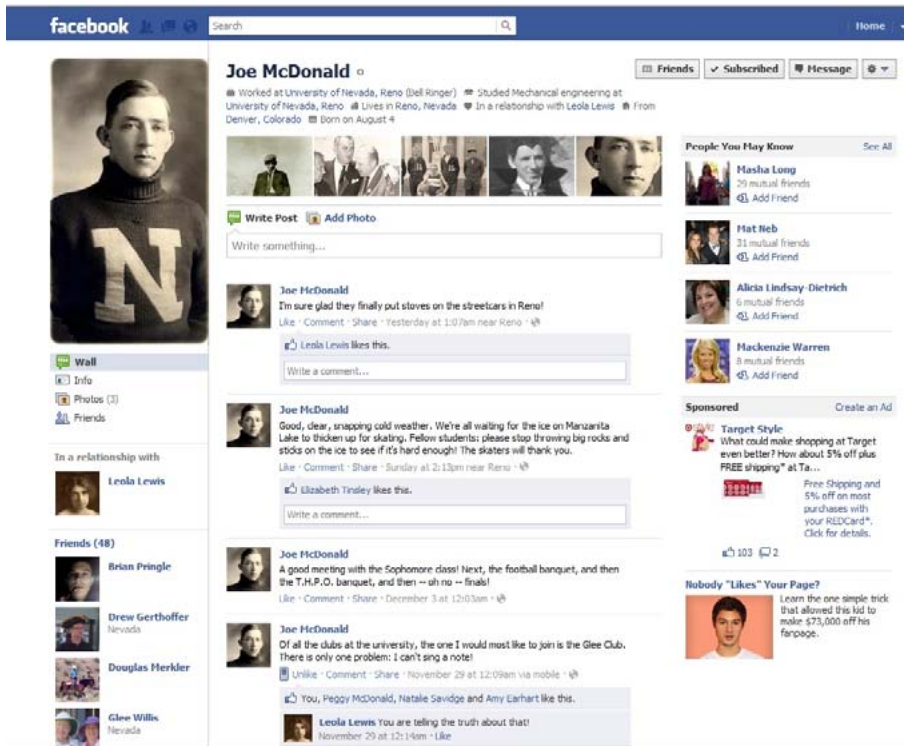 facebook
Search
Home
Joe McDonald
Friends
Subscribed
Message
Worked at University of Nevada, Reno (Bell Ringer) Studied Mechanical engineering at
University of Nevada, Reno Lives in Reno, Nevada In a relationship with Leola Lewis From
Denver, Colorado Born on August 4
N
Write Post Add Photo
Write something...
Joe McDonald
I'm sure glad they finally put stoves on the streetcars in Reno!
Like · Comment · Share · Yesterday at 1:07am near Reno ·
Leola Lewis likes this.
Write a comment...
Joe McDonald
Good, clear, snapping cold weather. We're all waiting for the ice on Manzanita
Lake to thicken up for skating. Fellow students: please stop throwing big rocks and
sticks on the ice to see if it's hard enough! The skaters will thank you.
Like · Comment · Share · Sunday at 2:13pm near Reno ·
Elizabeth Tinsley likes this.
Write a comment...
Joe McDonald
A good meeting with the Sophomore class! Next, the football banquet, and then
the T.H.P.O. banquet, and then -- oh no -- finals!
Like · Comment · Share · December 3 at 12:03am ·
Joe McDonald
Of all the clubs at the university, the one I would most like to join is the Glee Club.
There is only one problem: I can't sing a note!
Unlike · Comment · Share · November 29 at 12:09am via mobile ·
You, Peggy McDonald, Natalie Savidge and Amy Earhart like this.
Leola Lewis You are telling the truth about that!
November 29 at 12:14am · Like
Wall
Info
Photos (3)
Friends
In a relationship with
Leola Lewis
Friends (48)
Brian Pringle
Drew Gerthoffer
Nevada
Douglas Merkler
Glee Willis
Nevada
People You May Know See All
Masha Long
29 mutual friends
Add Friend
Mat Neb
31 mutual friends
Add Friend
Alicia Lindsay-Dietrich
6 mutual friends
Add Friend
Mackenzie Warren
8 mutual friends
Add Friend
Sponsored Create an Ad
Target Style
What could make shopping at Target
even better? How about 5% off plus
FREE shipping* at Ta...
Free Shipping and
5% off on most
purchases with
your REDCard*.
Click for details.
103 2
Nobody "Likes" Your Page?
Learn the one simple trick
that allowed this kid to
make $73,000 off his
fanpage.